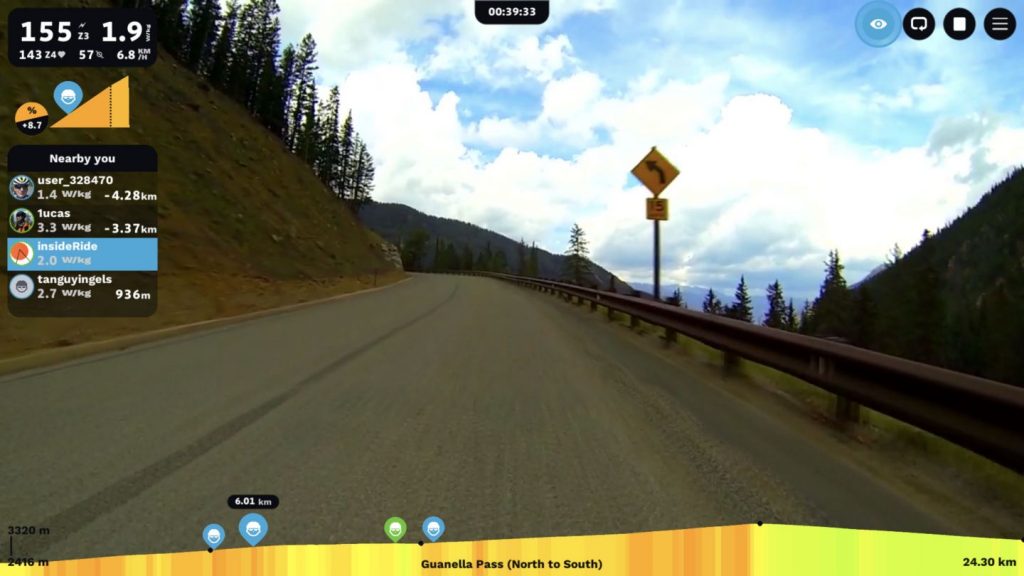 155 Z3 1.9 W/KG
143 Z4 57 6.8 KM/H
00:39:33
%
+8.7
Nearby you
user_328470
1.4 W/kg -4.28km
1ucas
3.3 W/kg -3.37km
insideRide
2.0 W/kg
tanguyingels
2.7 W/kg 936m
15
6.01 km
3320 m
2416 m
Guanella Pass (North to South)
24.30 km